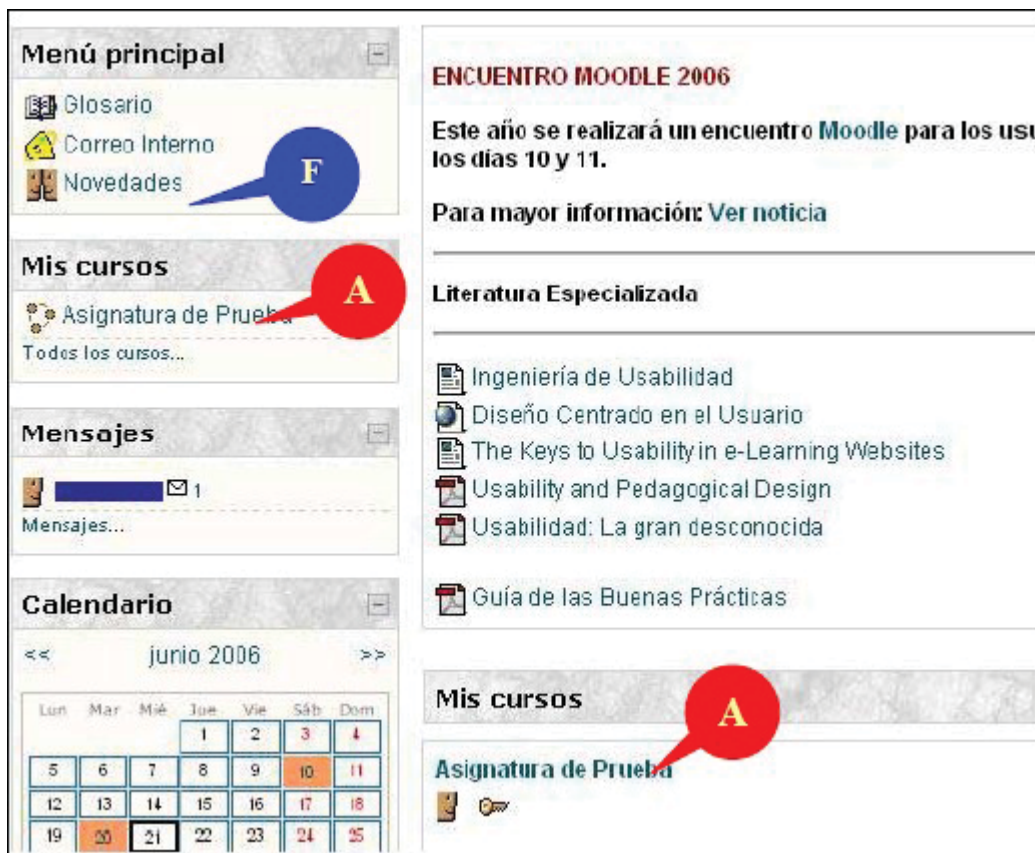 Menú principal
Glosario
Correo Interno
Novedades
F
Mis cursos
Asignatura de Prueba
A
Todos los cursos...
Mensajes
1
Mensajes...
Calendario
<< junio 2006 >>
Lun Mar Mié Jue Vie Sáb Dom
1 2 3 4
5 6 7 8 9 10 11
12 13 14 15 16 17 18
19 20 21 22 23 24 25
ENCUENTRO MOODLE 2006
Este año se realizará un encuentro Moodle para los usu
los días 10 y 11.
Para mayor información: Ver noticia
Literatura Especializada
Ingeniería de Usabilidad
Diseño Centrado en el Usuario
The Keys to Usability in e-Learning Websites
Usability and Pedagogical Design
Usabilidad: La gran desconocida
Guía de las Buenas Prácticas
Mis cursos
A
Asignatura de Prueba